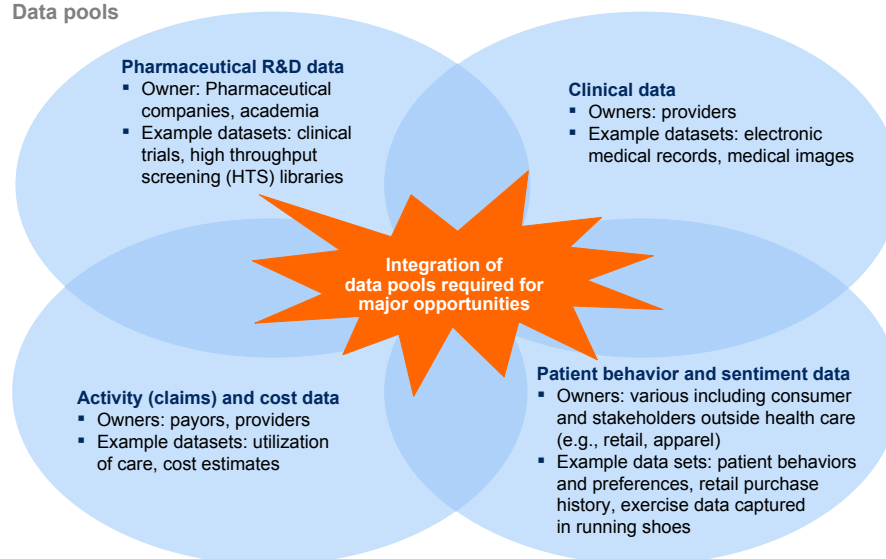 Data pools
Pharmaceutical R&D data
▪ Owner: Pharmaceutical
companies, academia
▪ Example datasets: clinical
trials, high throughput
screening (HTS) libraries
Clinical data
▪ Owners: providers
▪ Example datasets: electronic
medical records, medical images
Integration of
data pools required for
major opportunities
Activity (claims) and cost data
▪ Owners: payors, providers
▪ Example datasets: utilization
of care, cost estimates
Patient behavior and sentiment data
▪ Owners: various including consumer
and stakeholders outside health care
(e.g., retail, apparel)
▪ Example data sets: patient behaviors
and preferences, retail purchase
history, exercise data captured
in running shoes